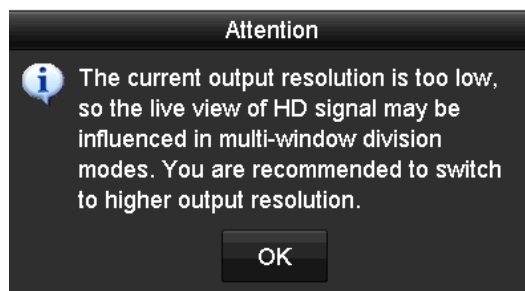 Attention
The current output resolution is too low,
so the live view of HD signal may be
influenced in multi-window division
modes. You are recommended to switch
to higher output resolution.
OK